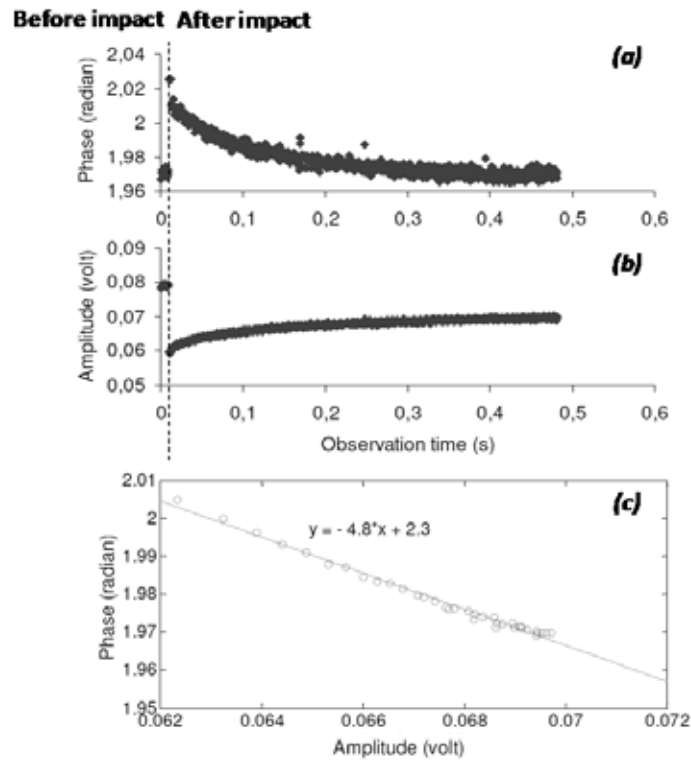 Before impact After impact
(a)
2,04
2,02
2
1,98
1,96
Phase (radian)
0 0,1 0,2 0,3 0,4 0,5 0,6
(b)
0,09
0,08
0,07
0,06
0,05
Amplitude (volt)
0 0,1 0,2 0,3 0,4 0,5 0,6
Observation time (s)
(c)
2.01
2
1.99
1.98
1.97
1.96
1.95
Phase (radian)
y = - 4.8*x + 2.3
0.062 0.064 0.066 0.068 0.07 0.072
Amplitude (volt)